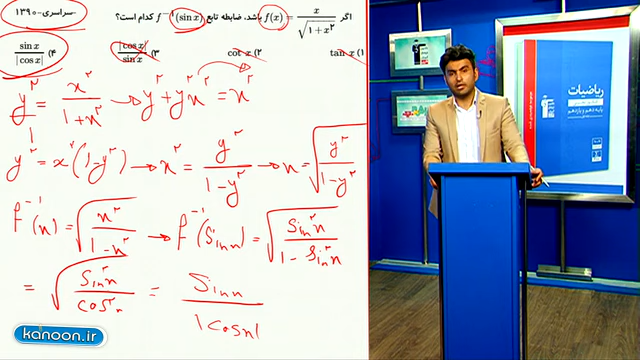 سراسری - ۱۳۹۰
اگر f(x) = x / √(1 + x²) باشد، ضابطه تابع f⁻¹(sin x) کدام است؟
۱) tan x ۲) cot x ۳) |cos x| / sin x ۴) sin x / |cos x|
y² / 1 = x² / (1 + x²) → y² + y²x² = x²
y² = x²(1 - y²) → x² = y² / (1 - y²) → x = √(y² / (1 - y²))
f⁻¹(x) = √(x² / (1 - x²)) → f⁻¹(Sin x) = √(Sin²x / (1 - Sin²x))
= √(Sin²x / Cos²x) = Sin x / |Cos x|
kanoon.ir
ریاضیات